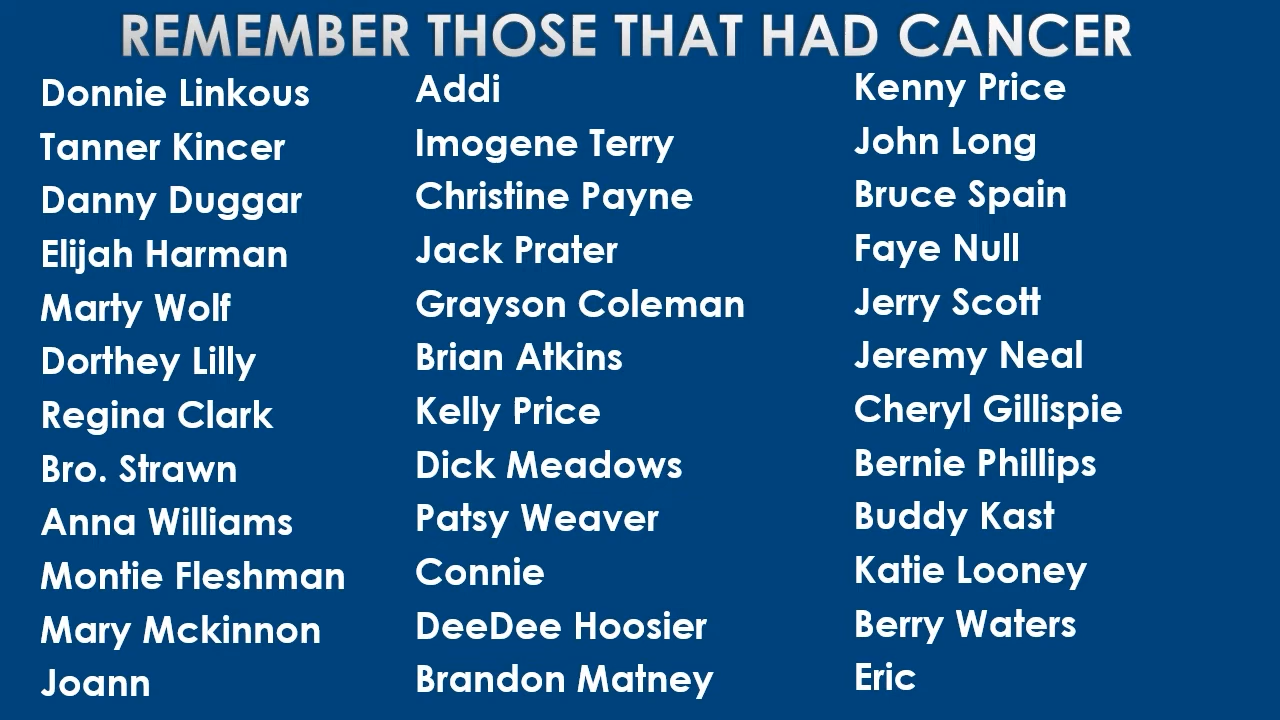 REMEMBER THOSE THAT HAD CANCER
Donnie Linkous
Tanner Kincer
Danny Duggar
Elijah Harman
Marty Wolf
Dorthey Lilly
Regina Clark
Bro. Strawn
Anna Williams
Montie Fleshman
Mary Mckinnon
Joann
Addi
Imogene Terry
Christine Payne
Jack Prater
Grayson Coleman
Brian Atkins
Kelly Price
Dick Meadows
Patsy Weaver
Connie
DeeDee Hoosier
Brandon Matney
Kenny Price
John Long
Bruce Spain
Faye Null
Jerry Scott
Jeremy Neal
Cheryl Gillispie
Bernie Phillips
Buddy Kast
Katie Looney
Berry Waters
Eric